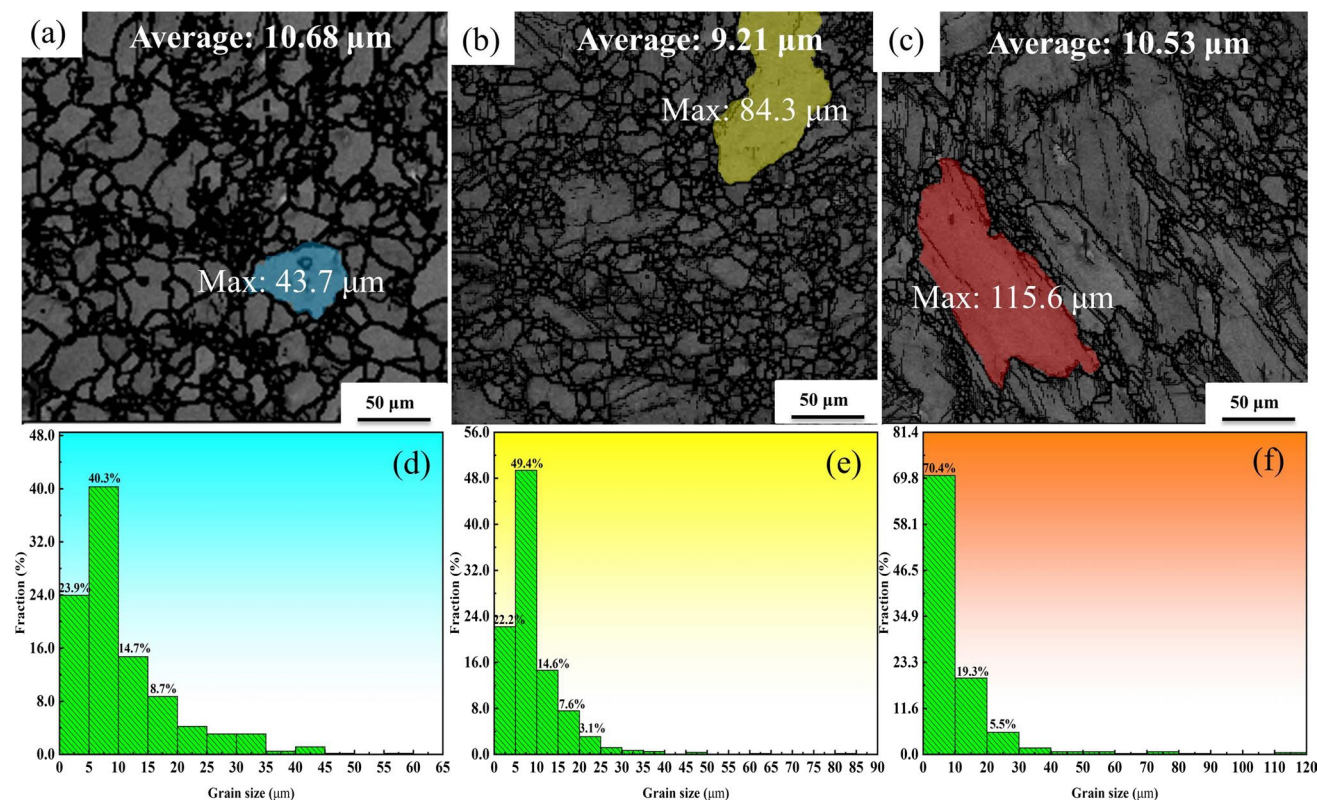 (a)
Average: 10.68 μm
Max: 43.7 μm
50 μm
(b)
Average: 9.21 μm
Max: 84.3 μm
50 μm
(c)
Average: 10.53 μm
Max: 115.6 μm
50 μm
(d)
Fraction (%)
48.0
40.0
32.0
24.0
16.0
8.0
0.0
23.9%
40.3%
14.7%
8.7%
0 5 10 15 20 25 30 35 40 45 50 55 60 65
Grain size (μm)
(e)
Fraction (%)
56.0
48.0
40.0
32.0
24.0
16.0
8.0
0.0
22.2%
49.4%
14.6%
7.6%
3.1%
0 5 10 15 20 25 30 35 40 45 50 55 60 65 70 75 80 85 90
Grain size (μm)
(f)
Fraction (%)
81.4
69.8
58.1
46.5
34.9
23.3
11.6
0.0
70.4%
19.3%
5.5%
0 10 20 30 40 50 60 70 80 90 100 110 120
Grain size (μm)